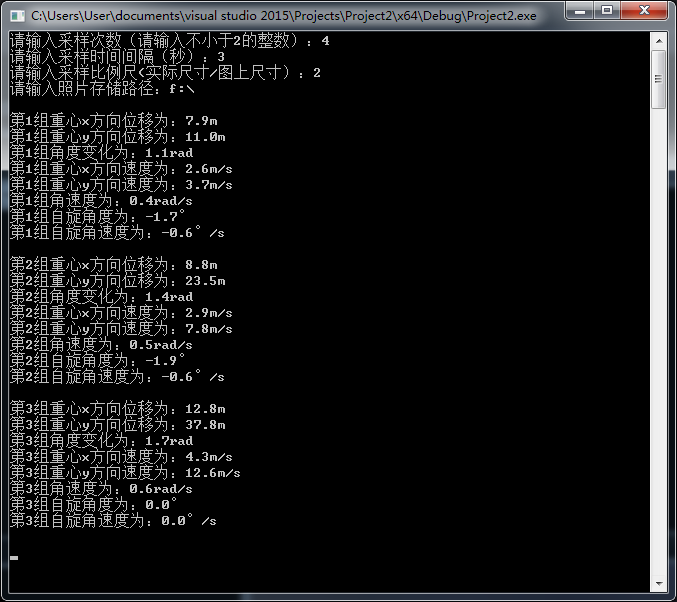 C:\Users\User\documents\visual studio 2015\Projects\Project2\x64\Debug\Project2.exe
请输入采样次数（请输入不小于2的整数）：4
请输入采样时间间隔（秒）：3
请输入采样比例尺<实际尺寸/图上尺寸）：2
请输入照片存储路径：f:\
第1组重心x方向位移为：7.9m
第1组重心y方向位移为：11.0m
第1组角度变化为：1.1rad
第1组重心x方向速度为：2.6m/s
第1组重心y方向速度为：3.7m/s
第1组角速度为：0.4rad/s
第1组自旋角度为：-1.7°
第1组自旋角速度为：-0.6°/s
第2组重心x方向位移为：8.8m
第2组重心y方向位移为：23.5m
第2组角度变化为：1.4rad
第2组重心x方向速度为：2.9m/s
第2组重心y方向速度为：7.8m/s
第2组角速度为：0.5rad/s
第2组自旋角度为：-1.9°
第2组自旋角速度为：-0.6°/s
第3组重心x方向位移为：12.8m
第3组重心y方向位移为：37.8m
第3组角度变化为：1.7rad
第3组重心x方向速度为：4.3m/s
第3组重心y方向速度为：12.6m/s
第3组角速度为：0.6rad/s
第3组自旋角度为：0.0°
第3组自旋角速度为：0.0°/s